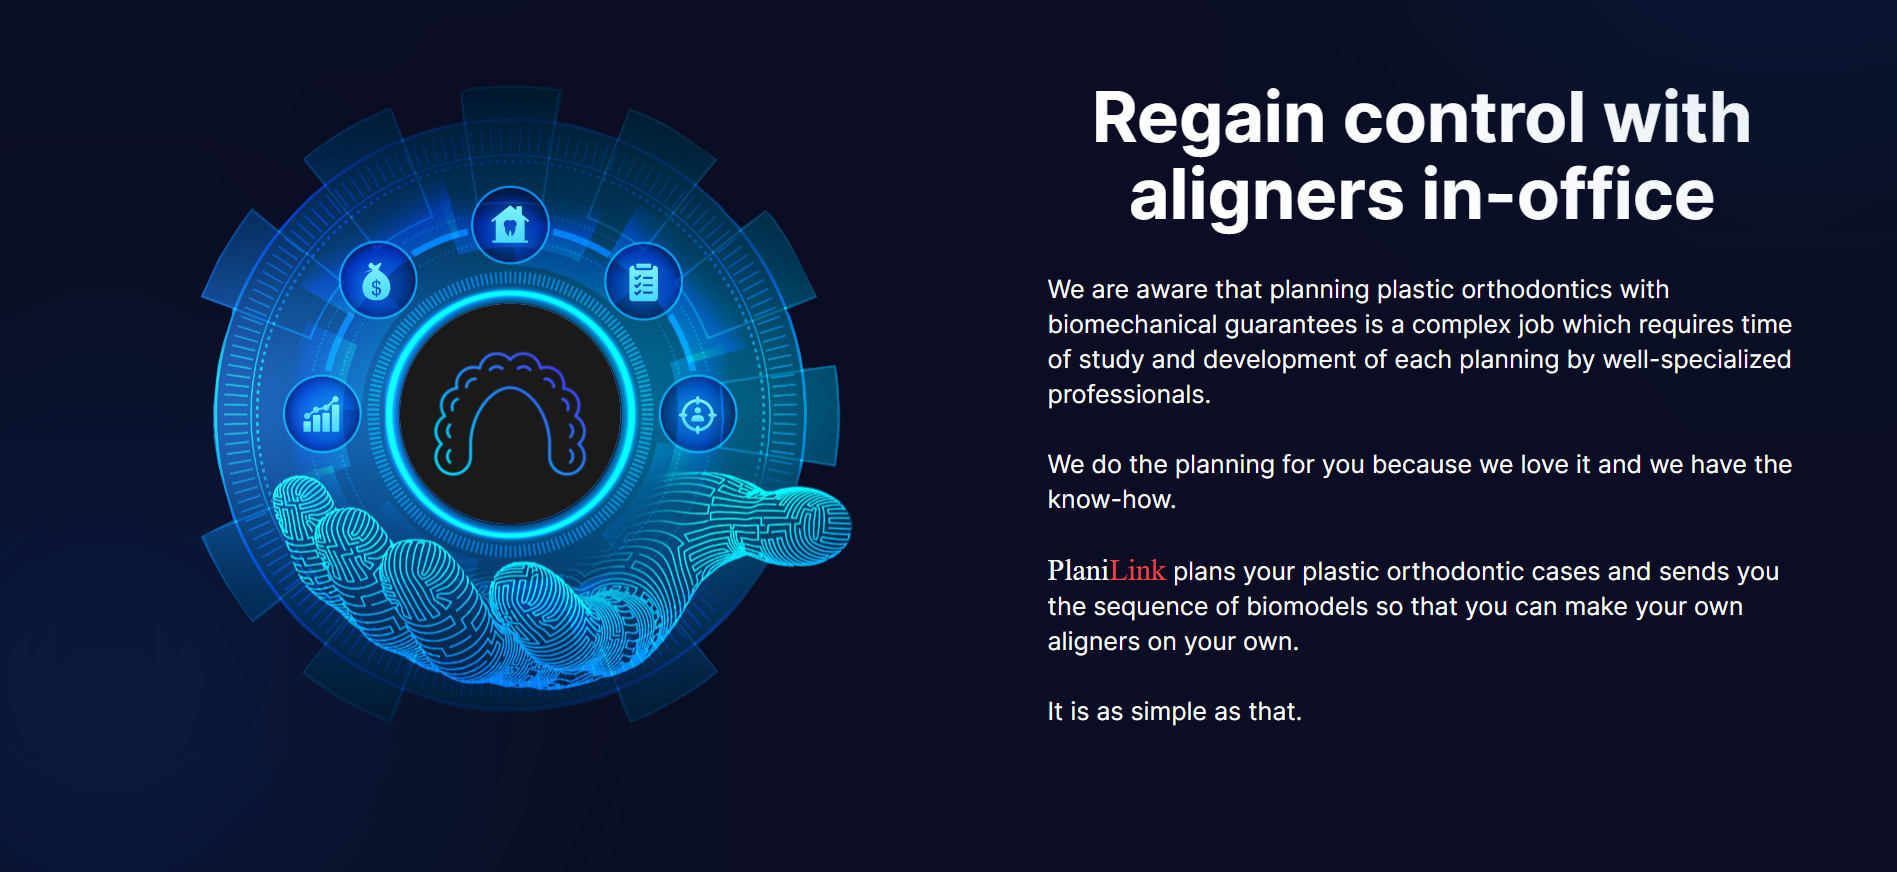 Regain control with
aligners in-office
We are aware that planning plastic orthodontics with
biomechanical guarantees is a complex job which requires time
of study and development of each planning by well-specialized
professionals.
We do the planning for you because we love it and we have the
know-how.
PlaniLink plans your plastic orthodontic cases and sends you
the sequence of biomodels so that you can make your own
aligners on your own.
It is as simple as that.
$